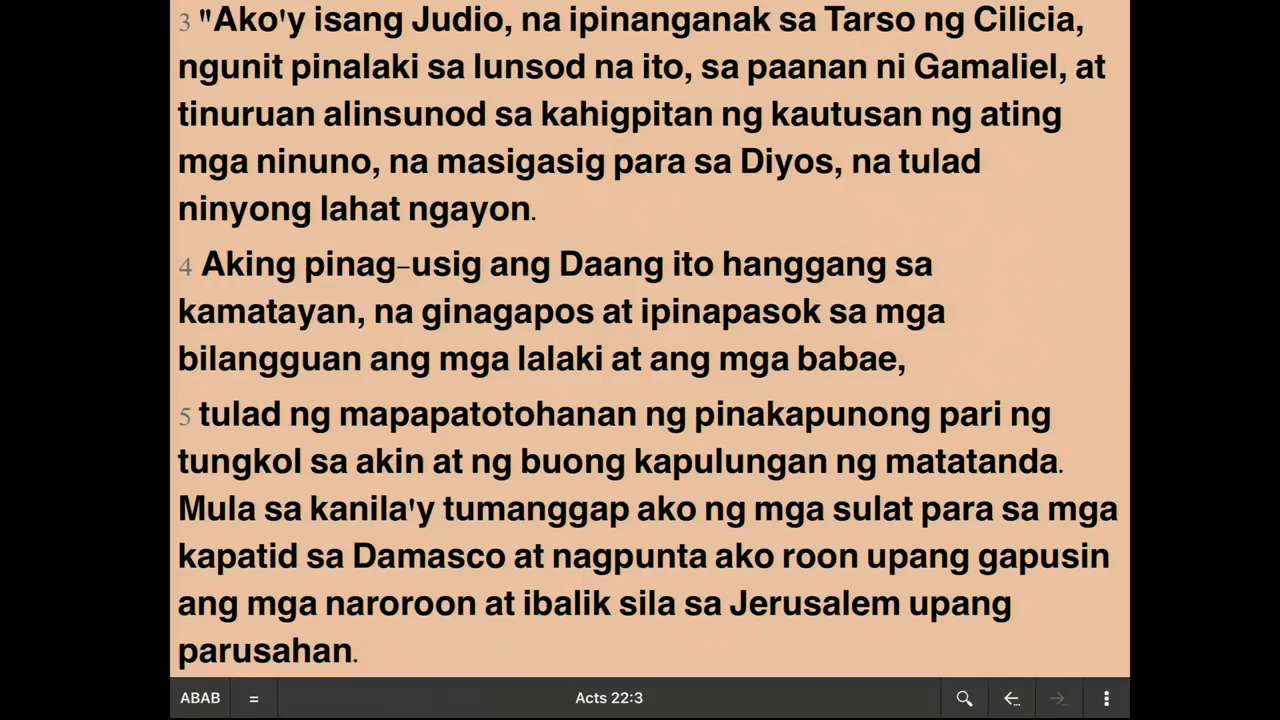 3 "Ako'y isang Judio, na ipinanganak sa Tarso ng Cilicia,
ngunit pinalaki sa lunsod na ito, sa paanan ni Gamaliel, at
tinuruan alinsunod sa kahigpitan ng kautusan ng ating
mga ninuno, na masigasig para sa Diyos, na tulad
ninyong lahat ngayon.
4 Aking pinag-usig ang Daang ito hanggang sa
kamatayan, na ginagapos at ipinapasok sa mga
bilangguan ang mga lalaki at ang mga babae,
5 tulad ng mapapatotohanan ng pinakapunong pari ng
tungkol sa akin at ng buong kapulungan ng matatanda.
Mula sa kanila'y tumanggap ako ng mga sulat para sa mga
kapatid sa Damasco at nagpunta ako roon upang gapusin
ang mga naroroon at ibalik sila sa Jerusalem upang
parusahan.
ABAB = Acts 22:3